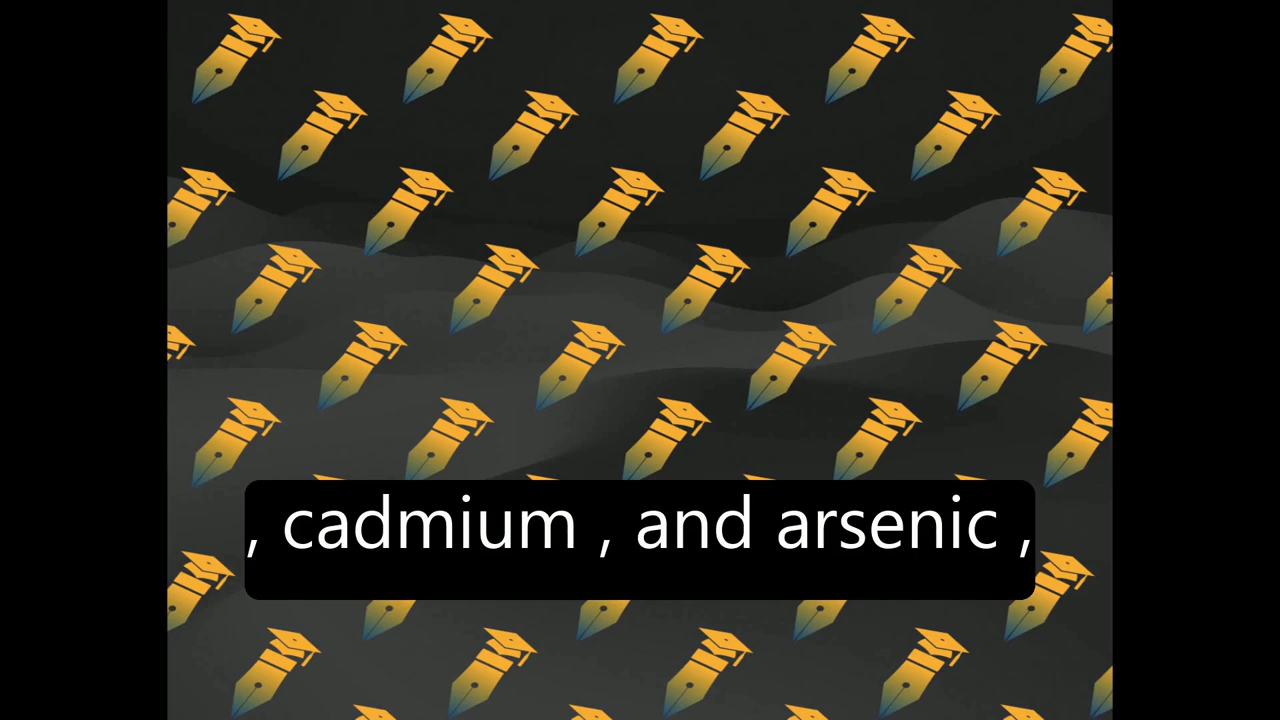 , cadmium , and arsenic ,